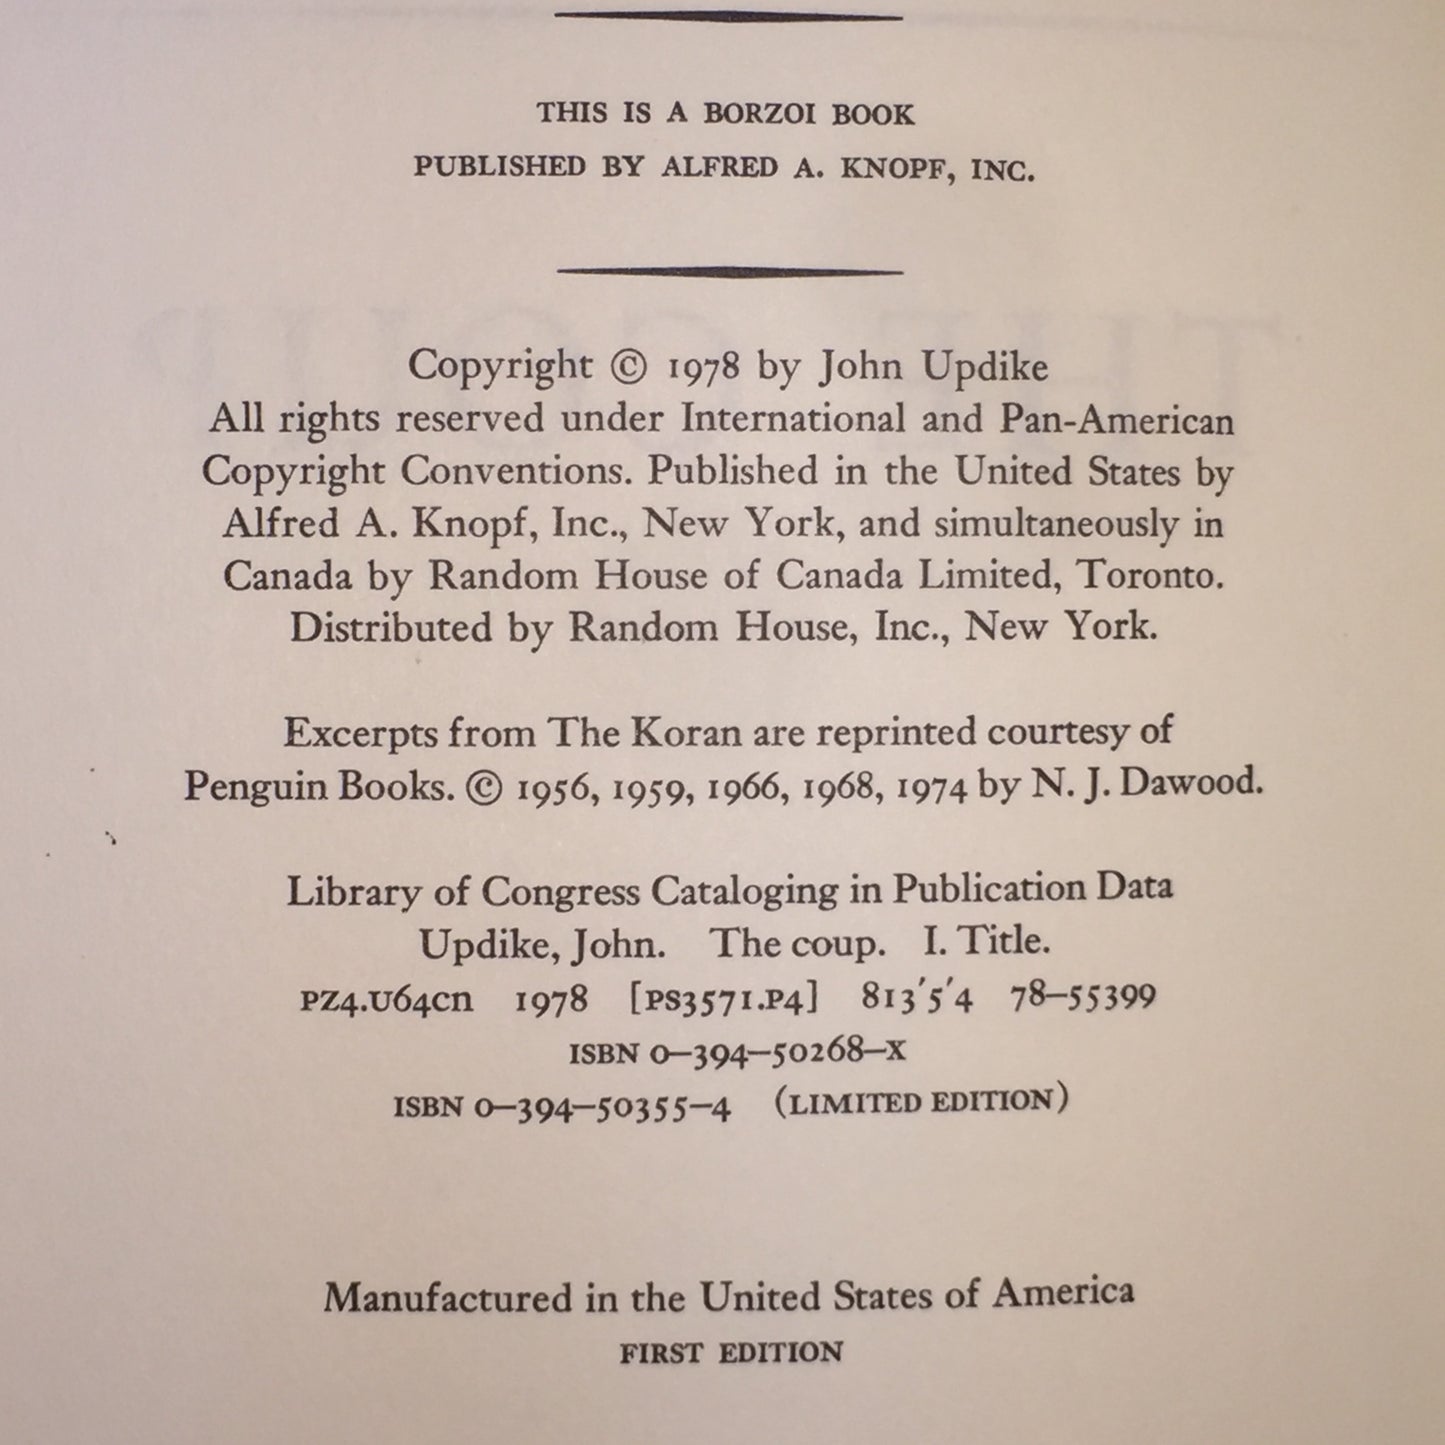 THIS IS A BORZOI BOOK
PUBLISHED BY ALFRED A. KNOPF, INC.
Copyright © 1978 by John Updike
All rights reserved under International and Pan-American
Copyright Conventions. Published in the United States by
Alfred A. Knopf, Inc., New York, and simultaneously in
Canada by Random House of Canada Limited, Toronto.
Distributed by Random House, Inc., New York.
Excerpts from The Koran are reprinted courtesy of
Penguin Books. © 1956, 1959, 1966, 1968, 1974 by N. J. Dawood.
Library of Congress Cataloging in Publication Data
Updike, John. The coup. I. Title.
PZ4.U64cn 1978 [PS3571.P4] 813'5'4 78–55399
ISBN 0–394–50268–X
ISBN 0–394–50355–4 (LIMITED EDITION)
Manufactured in the United States of America
FIRST EDITION